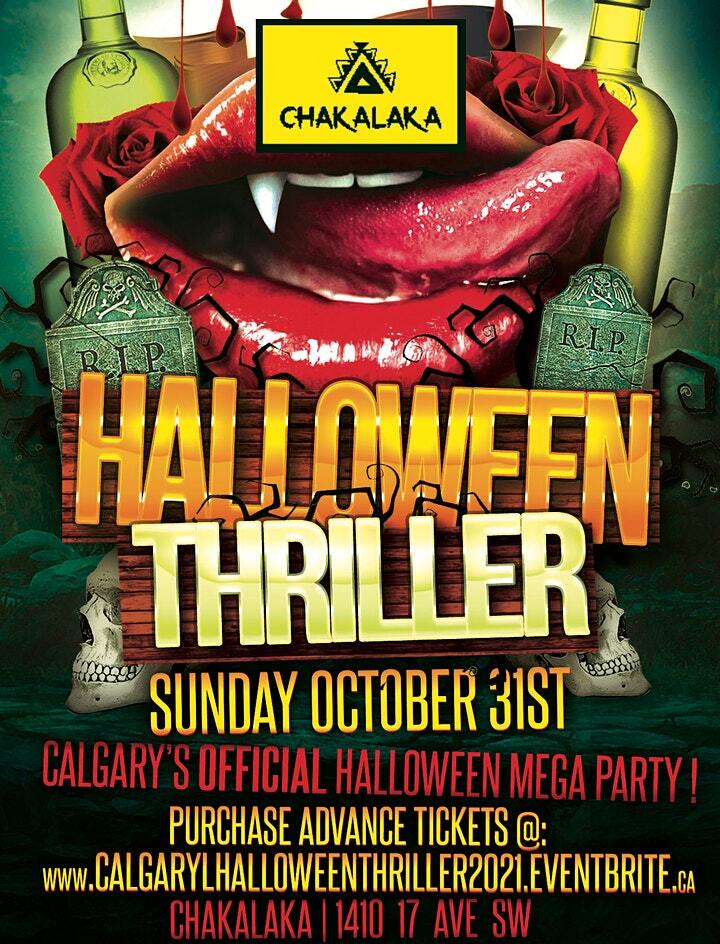 CHAKALAKA
R.I.P.
R.I.P.
HALLOWEEN
THRILLER
SUNDAY OCTOBER 31ST
CALGARY'S OFFICIAL HALLOWEEN MEGA PARTY !
PURCHASE ADVANCE TICKETS @:
www.CALGARYLHALLOWEENTHRILLER2021.EVENTBRITE.CA
CHAKALAKA | 1410 17 AVE SW